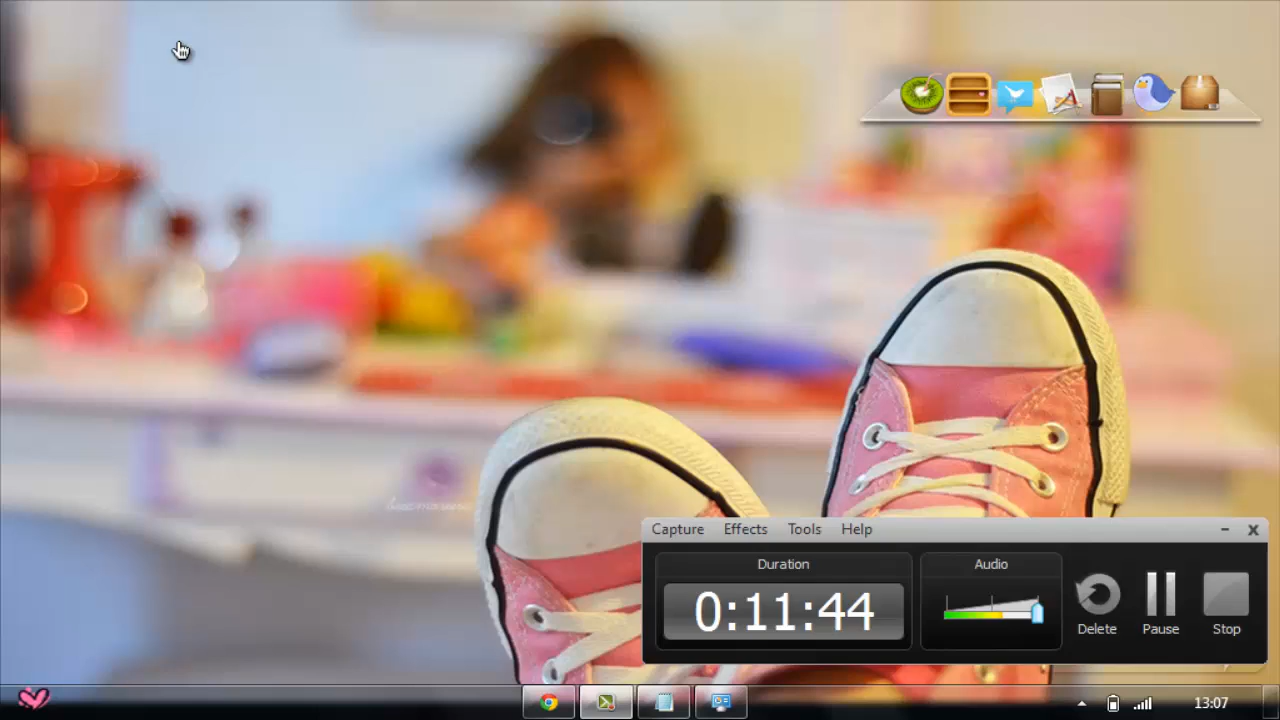 Capture Effects Tools Help
Duration
Audio
0:11:44
Delete Pause Stop
13:07